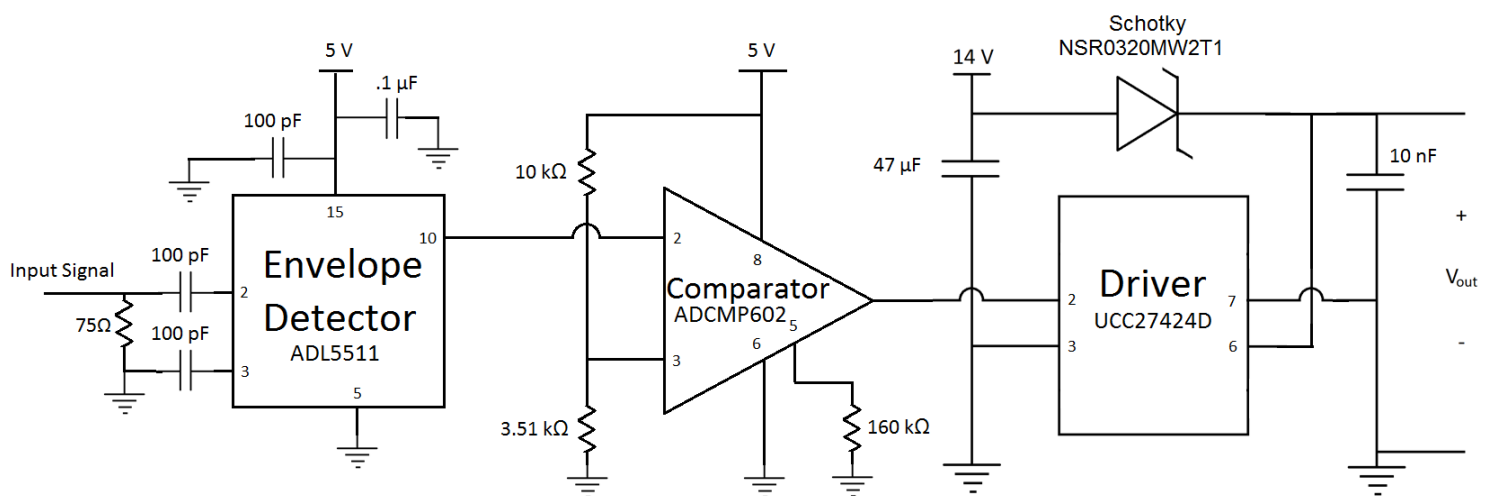 Schotky
NSR0320MW2T1
5 V
5 V
14 V
.1 µF
100 pF
10 kΩ
47 µF
10 nF
15
10
2
Envelope
Detector
ADL5511
8
+
Input Signal
100 pF
2
Comparator
ADCMP602
5
Driver
UCC27424D
2
7
Vout
75Ω
100 pF
3
3
6
3
6
-
5
3.51 kΩ
160 kΩ